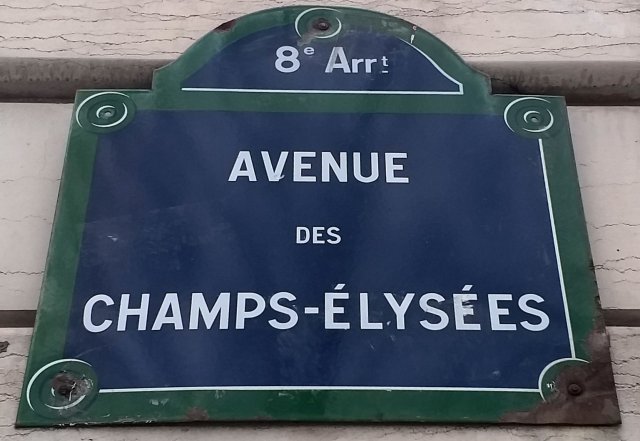 8e Arrt
AVENUE
DES
CHAMPS-ÉLYSÉES